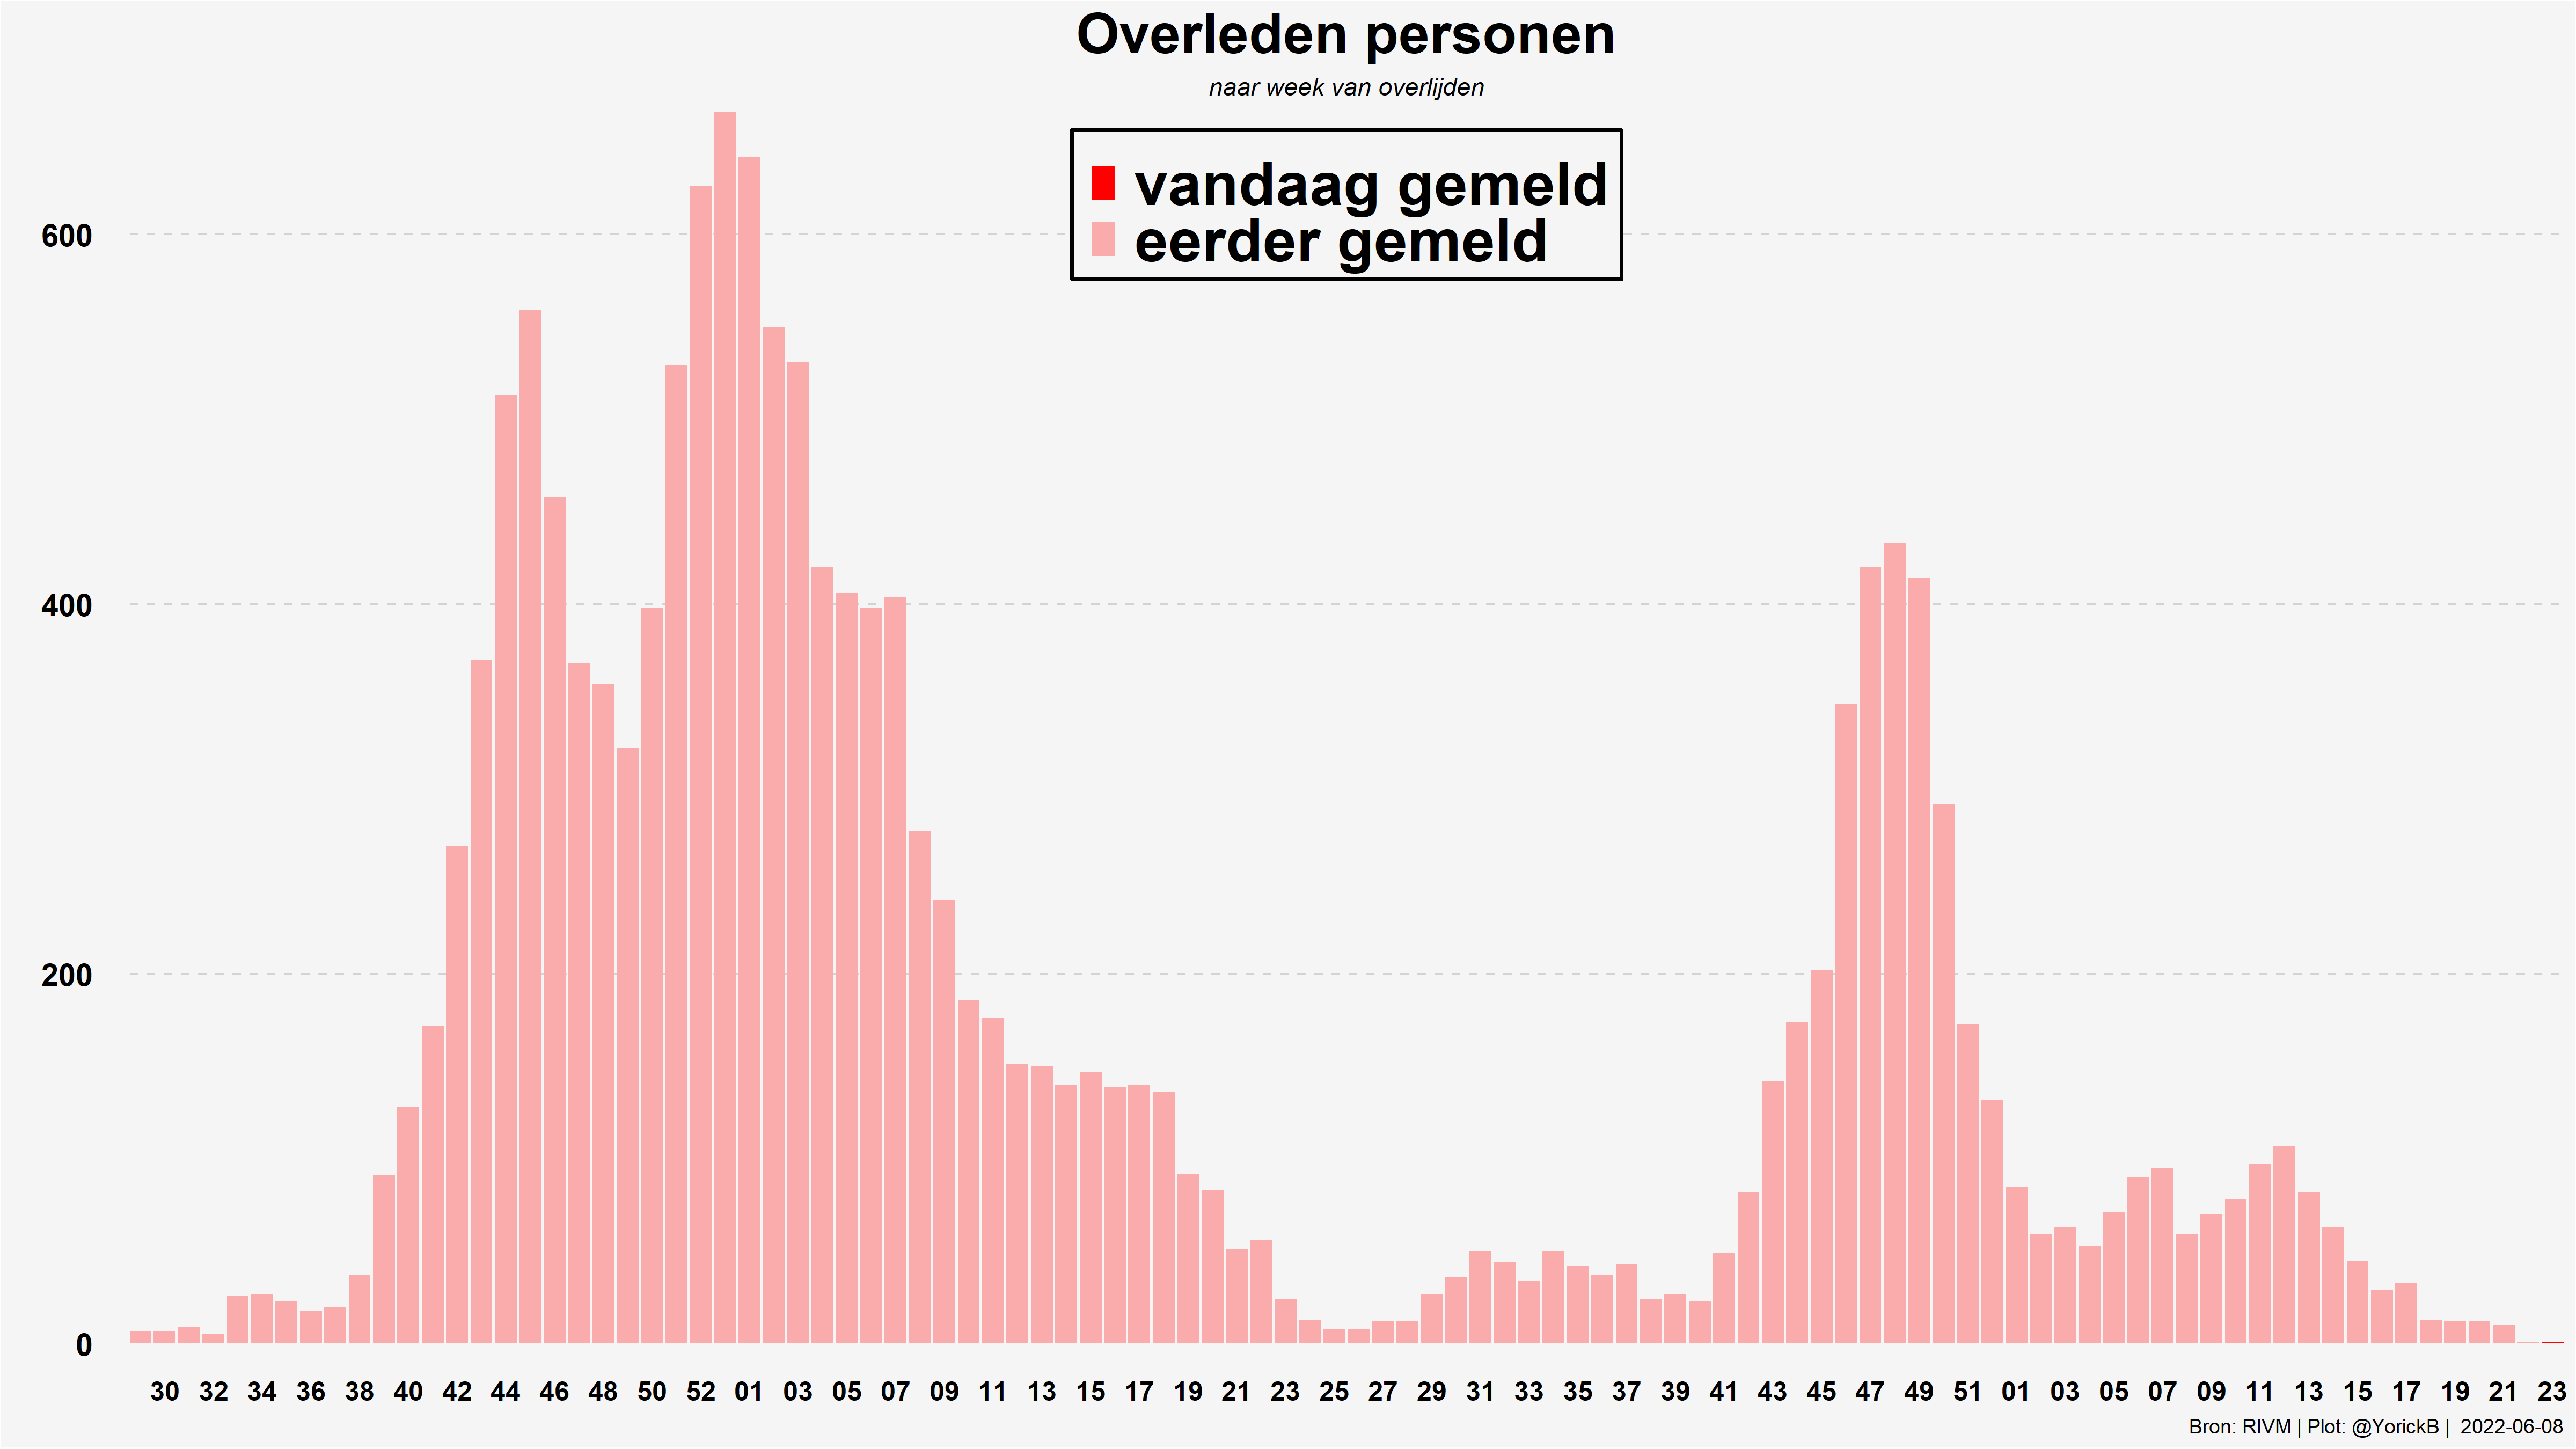 Overleden personen
naar week van overlijden
vandaag gemeld
eerder gemeld
600
400
200
0
30 32 34 36 38 40 42 44 46 48 50 52 01 03 05 07 09 11 13 15 17 19 21 23 25 27 29 31 33 35 37 39 41 43 45 47 49 51 01 03 05 07 09 11 13 15 17 19 21 23
Bron: RIVM | Plot: @YorickB | 2022-06-08